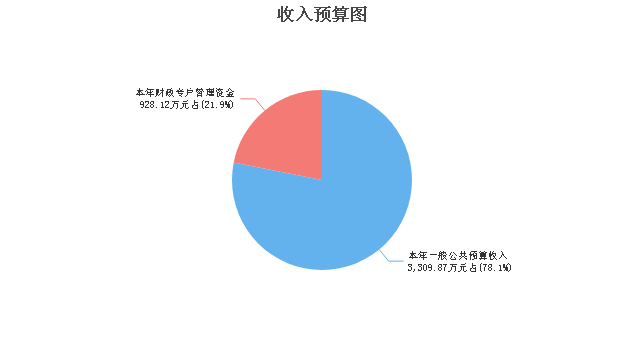 收入预算图
本年财政专户管理资金
928.12万元占(21.9%)
本年一般公共预算收入
3,309.87万元占(78.1%)